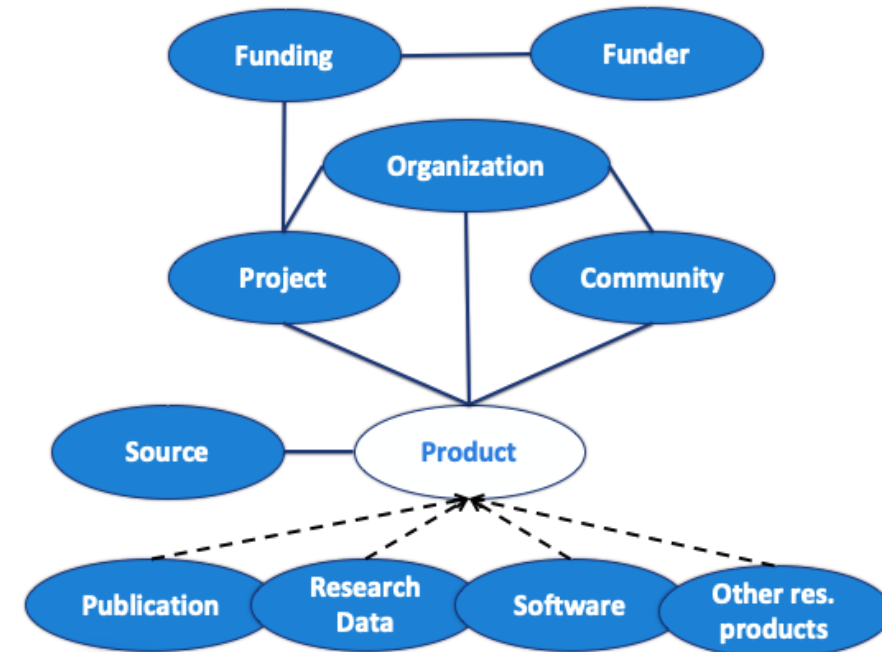 Funding
Funder
Organization
Project
Community
Source
Product
Publication
Research
Data
Software
Other res.
products